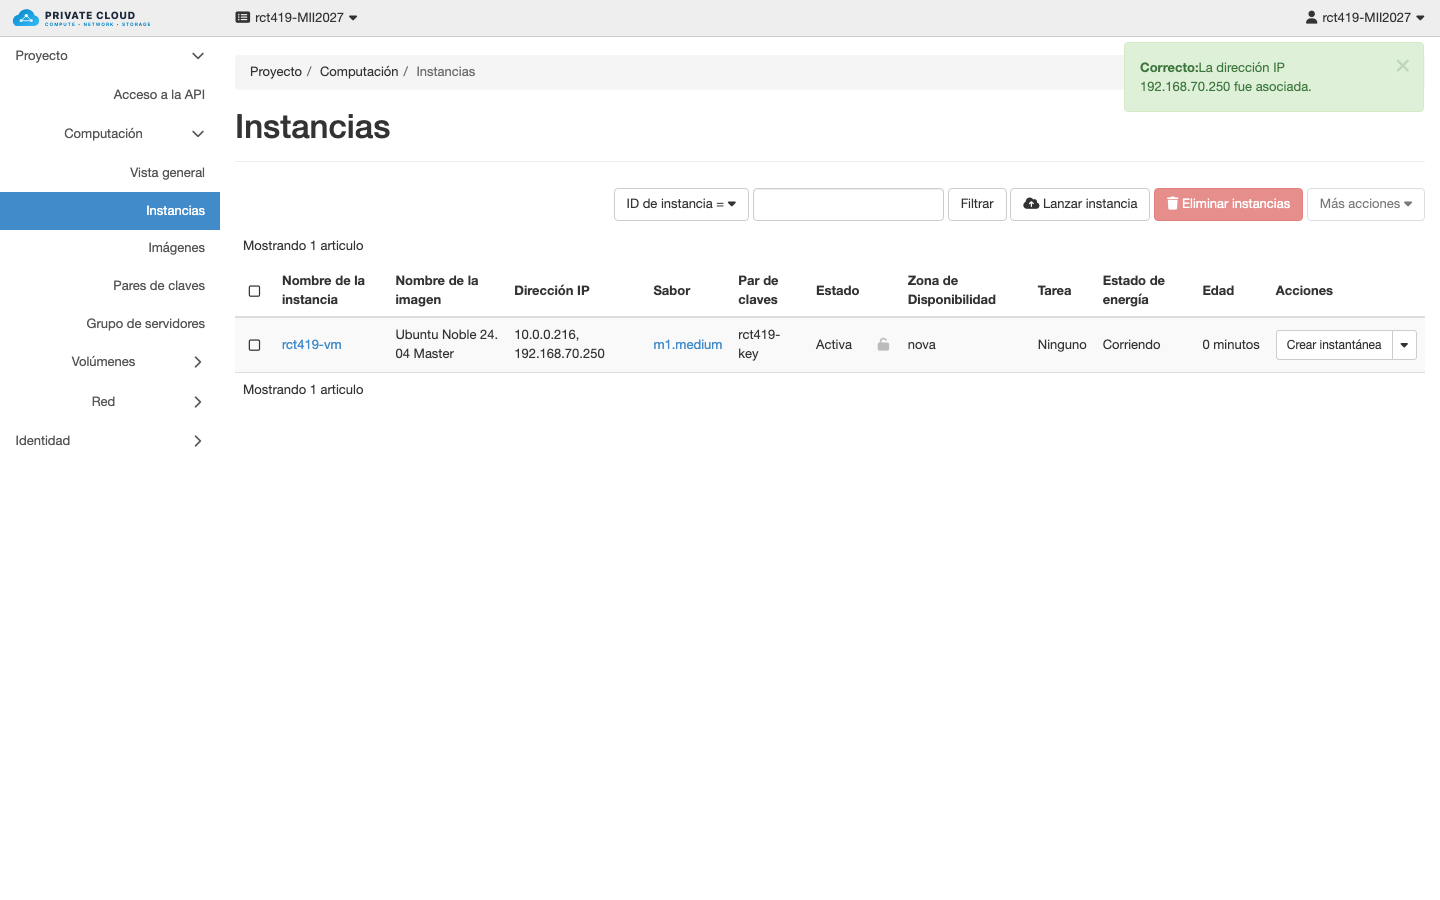 PRIVATE CLOUD
COMPUTE • NETWORK • STORAGE
rct419-MII2027
rct419-MII2027
Proyecto
Acceso a la API
Computación
Vista general
Instancias
Imágenes
Pares de claves
Grupo de servidores
Volúmenes
Red
Identidad
Proyecto / Computación / Instancias
Correcto:La dirección IP
192.168.70.250 fue asociada.
Instancias
ID de instancia =
Filtrar
Lanzar instancia
Eliminar instancias
Más acciones
Mostrando 1 articulo
Nombre de la instancia
Nombre de la imagen
Dirección IP
Sabor
Par de claves
Estado
Zona de Disponibilidad
Tarea
Estado de energía
Edad
Acciones
rct419-vm
Ubuntu Noble 24.
04 Master
10.0.0.216,
192.168.70.250
m1.medium
rct419-
key
Activa
nova
Ninguno
Corriendo
0 minutos
Crear instantánea
Mostrando 1 articulo